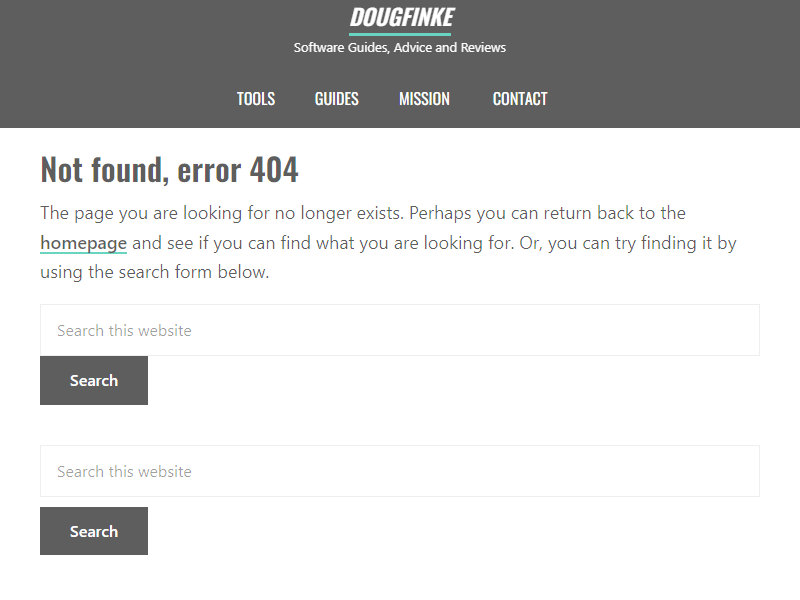 DOUGFINKE
Software Guides, Advice and Reviews
TOOLS GUIDES MISSION CONTACT
Not found, error 404
The page you are looking for no longer exists. Perhaps you can return back to the
homepage and see if you can find what you are looking for. Or, you can try finding it by
using the search form below.
Search this website
Search
Search this website
Search